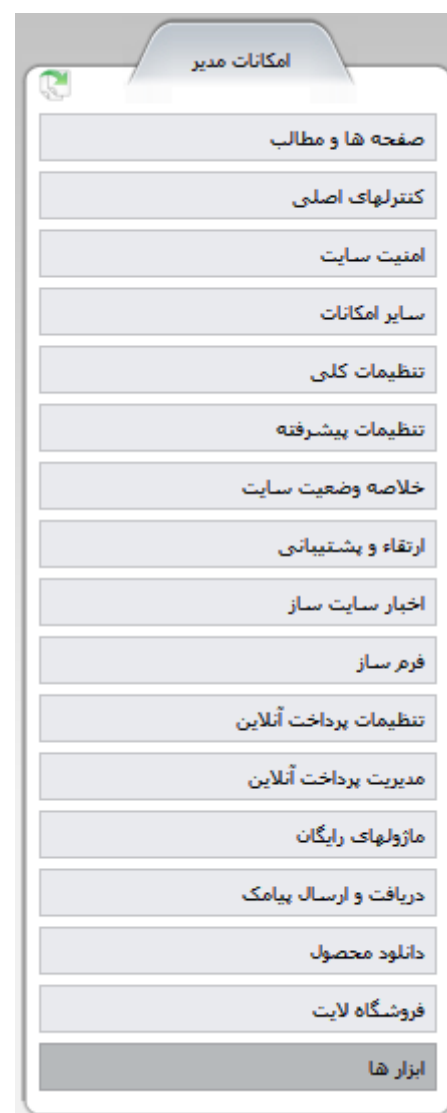 امکانات مدیر
صفحه ها و مطالب
کنترلهای اصلی
امنیت سایت
سایر امکانات
تنظیمات کلی
تنظیمات پیشرفته
خلاصه وضعیت سایت
ارتقاء و پشتیبانی
اخبار سایت ساز
فرم ساز
تنظیمات پرداخت آنلاین
مدیریت پرداخت آنلاین
ماژولهای رایگان
دریافت و ارسال پیامک
دانلود محصول
فروشگاه لایت
ابزار ها